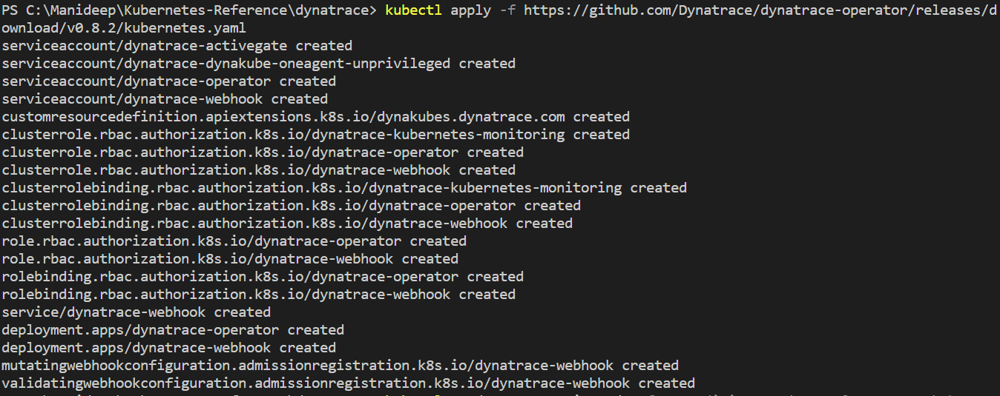 PS C:\Manideep\Kubernetes-Reference\dynatrace> kubectl apply -f https://github.com/Dynatrace/dynatrace-operator/releases/d
ownload/v0.8.2/kubernetes.yaml
serviceaccount/dynatrace-activegate created
serviceaccount/dynatrace-dynakube-oneagent-unprivileged created
serviceaccount/dynatrace-operator created
serviceaccount/dynatrace-webhook created
customresourcedefinition.apiextensions.k8s.io/dynakubes.dynatrace.com created
clusterrole.rbac.authorization.k8s.io/dynatrace-kubernetes-monitoring created
clusterrole.rbac.authorization.k8s.io/dynatrace-operator created
clusterrole.rbac.authorization.k8s.io/dynatrace-webhook created
clusterrolebinding.rbac.authorization.k8s.io/dynatrace-kubernetes-monitoring created
clusterrolebinding.rbac.authorization.k8s.io/dynatrace-operator created
clusterrolebinding.rbac.authorization.k8s.io/dynatrace-webhook created
role.rbac.authorization.k8s.io/dynatrace-operator created
role.rbac.authorization.k8s.io/dynatrace-webhook created
rolebinding.rbac.authorization.k8s.io/dynatrace-operator created
rolebinding.rbac.authorization.k8s.io/dynatrace-webhook created
service/dynatrace-webhook created
deployment.apps/dynatrace-operator created
deployment.apps/dynatrace-webhook created
mutatingwebhookconfiguration.admissionregistration.k8s.io/dynatrace-webhook created
validatingwebhookconfiguration.admissionregistration.k8s.io/dynatrace-webhook created